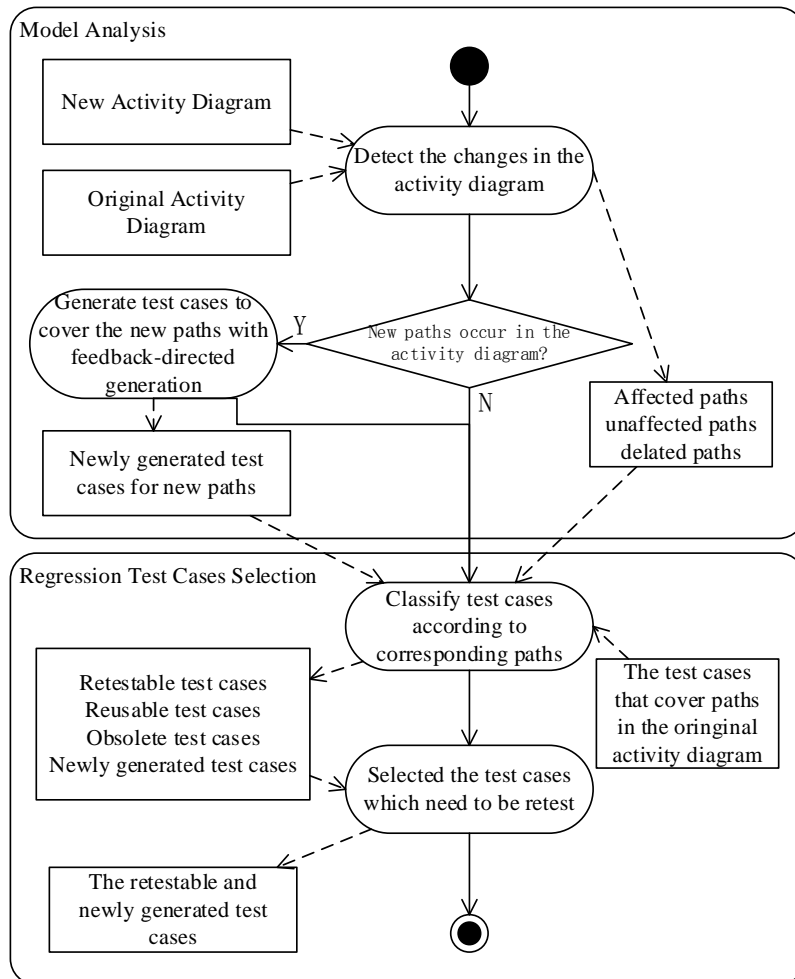 Model Analysis
New Activity Diagram
Detect the changes in the
activity diagram
Original Activity
Diagram
Generate test cases to
cover the new paths with
feedback-directed
generation
Y
New paths occur in the
activity diagram?
N
Affected paths
unaffected paths
delated paths
Newly generated test
cases for new paths
Regression Test Cases Selection
Classify test cases
according to
corresponding paths
Retestable test cases
Reusable test cases
Obsolete test cases
Newly generated test cases
The test cases
that cover paths
in the oringinal
activity diagram
Selected the test cases
which need to be retest
The retestable and
newly generated test
cases